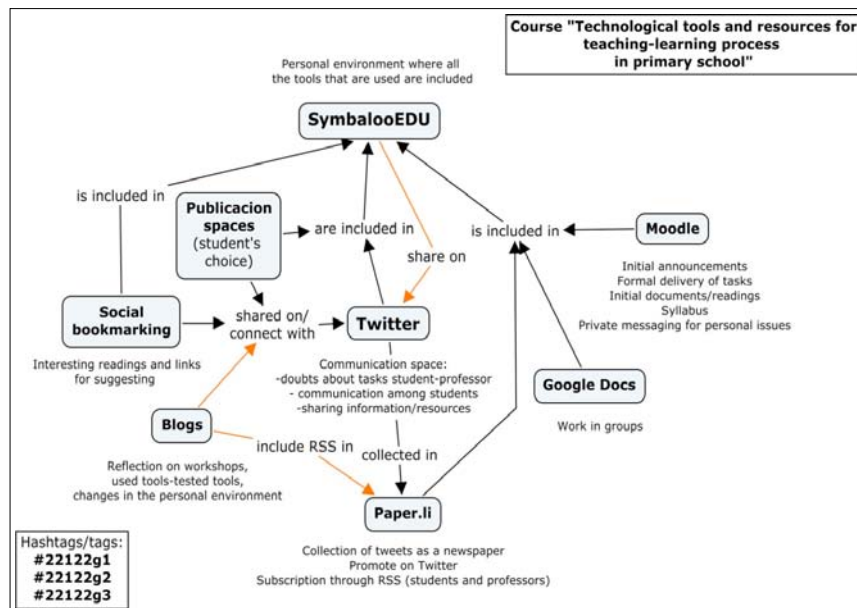 Course "Technological tools and resources for
teaching-learning process
in primary school"
Personal environment where all
the tools that are used are included
SymbalooEDU
is included in
Publicacion
spaces
(student's
choice)
are included in
share on
is included in
Moodle
Initial announcements
Formal delivery of tasks
Initial documents/readings
Syllabus
Private messaging for personal issues
Social
bookmarking
Interesting readings and links
for suggesting
shared on/
connect with
Twitter
Communication space:
-doubts about tasks student-professor
- communication among students
-sharing information/resources
Google Docs
Work in groups
Blogs
Reflection on workshops,
used tools-tested tools,
changes in the personal environment
include RSS in
collected in
Paper.li
Collection of tweets as a newspaper
Promote on Twitter
Subscription through RSS (students and professors)
Hashtags/tags:
#22122g1
#22122g2
#22122g3